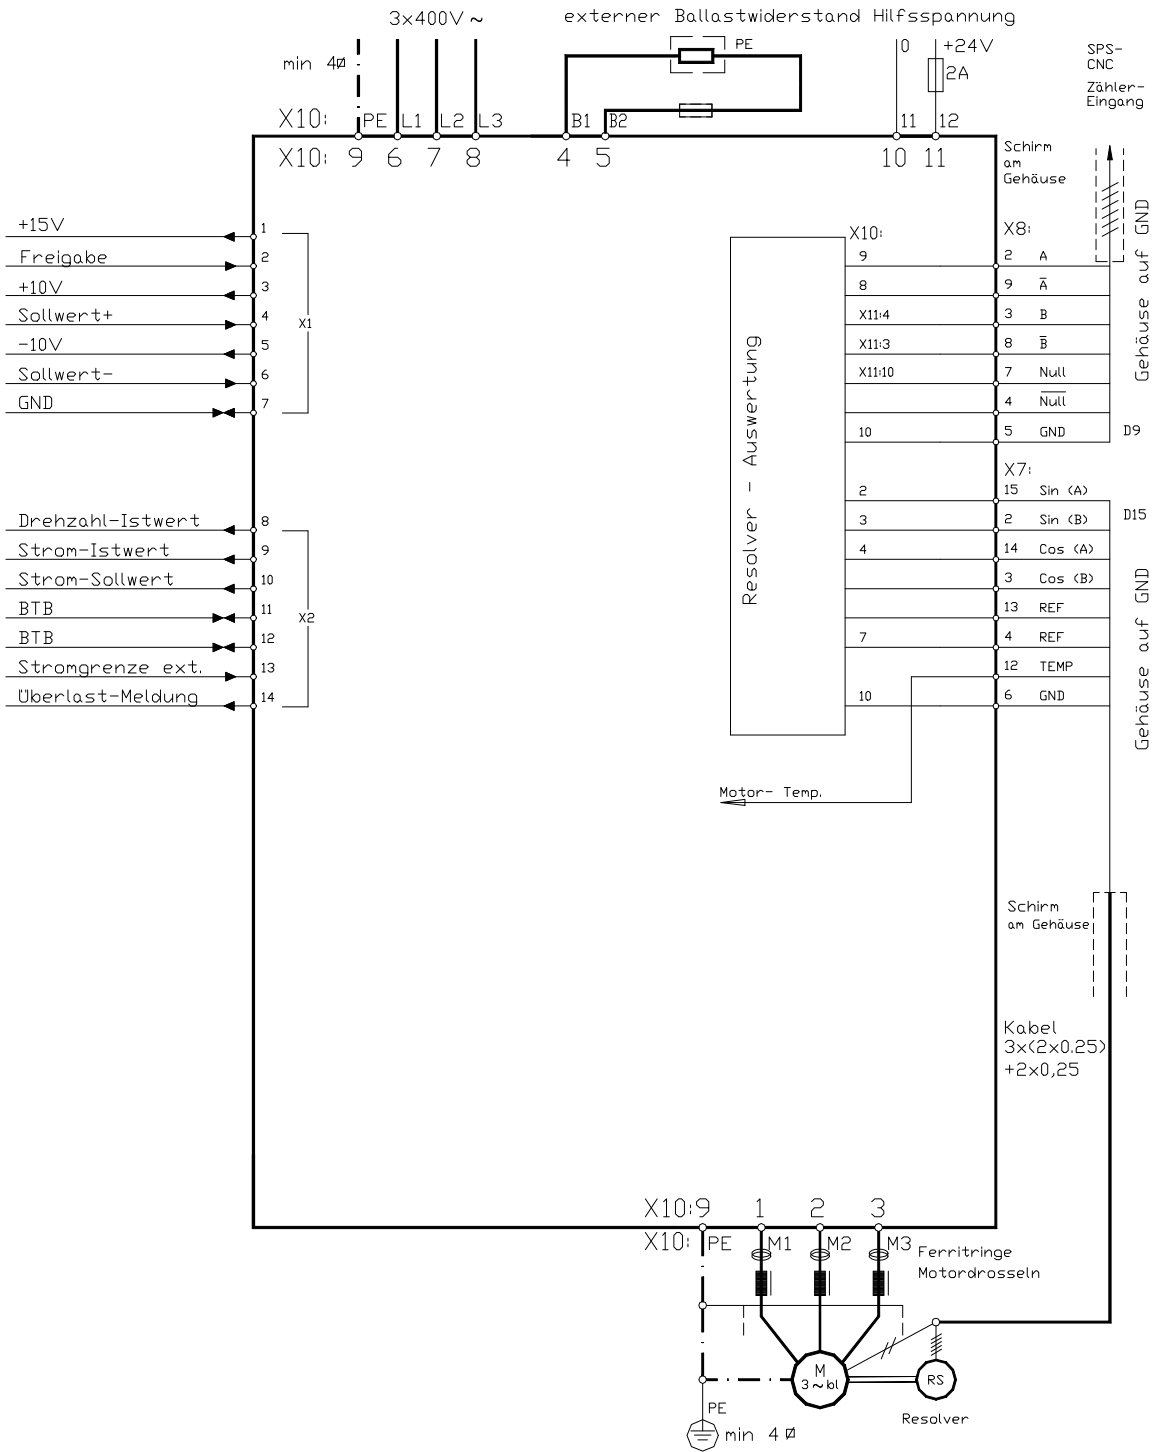 3x400V ~
externer Ballastwiderstand Hilfsspannung
min 4⌀
PE
0
+24V
2A
SPS-
CNC
Zähler-
Eingang
X10: PE L1 L2 L3 B1 B2 11 12
X10: 9 6 7 8 4 5 10 11
Schirm
am
Gehäuse
Gehäuse auf GND
+15V 1
Freigabe 2
+10V 3
Sollwert+ 4
-10V 5
Sollwert- 6
GND 7
X1
Drehzahl-Istwert 8
Strom-Istwert 9
Strom-Sollwert 10
BTB 11
BTB 12
Stromgrenze ext. 13
Überlast-Meldung 14
X2
Resolver - Auswertung
X10: X8:
9 2 A
8 9 A̅
X11:4 3 B
X11:3 8 B̅
X11:10 7 Null
4 N̅u̅l̅l̅
10 5 GND D9
X7:
2 15 Sin (A)
3 2 Sin (B) D15
4 14 Cos (A)
3 Cos (B)
13 REF
7 4 REF
12 TEMP
10 6 GND
Gehäuse auf GND
Motor- Temp.
Schirm
am Gehäuse
Kabel
3x(2x0.25)
+2x0,25
X10: 9 1 2 3
X10: PE M1 M2 M3
Ferritringe
Motordrosseln
M
3 ~ bl
RS
Resolver
PE
min 4 ⌀